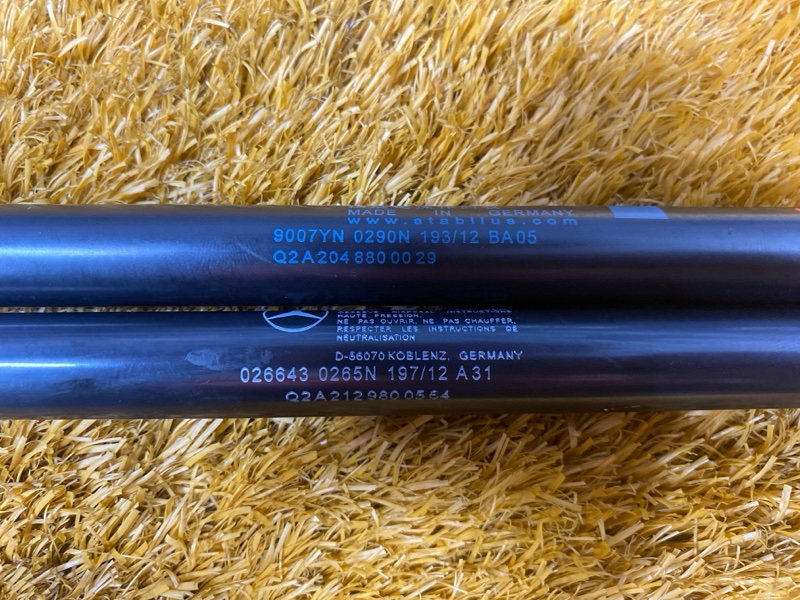 MADE IN GERMANY
www.stabilus.com
9007YN 0290N 193/12 BA05
Q2A204 880 00 29
HAUTE PRESSION.
NE PAS OUVRIR, NE PAS CHAUFFER,
RESPECTER LES INSTRUCTIONS DE
NEUTRALISATION
D-56070 KOBLENZ, GERMANY
026643 0265N 197/12 A31
Q2A212 980 05 64